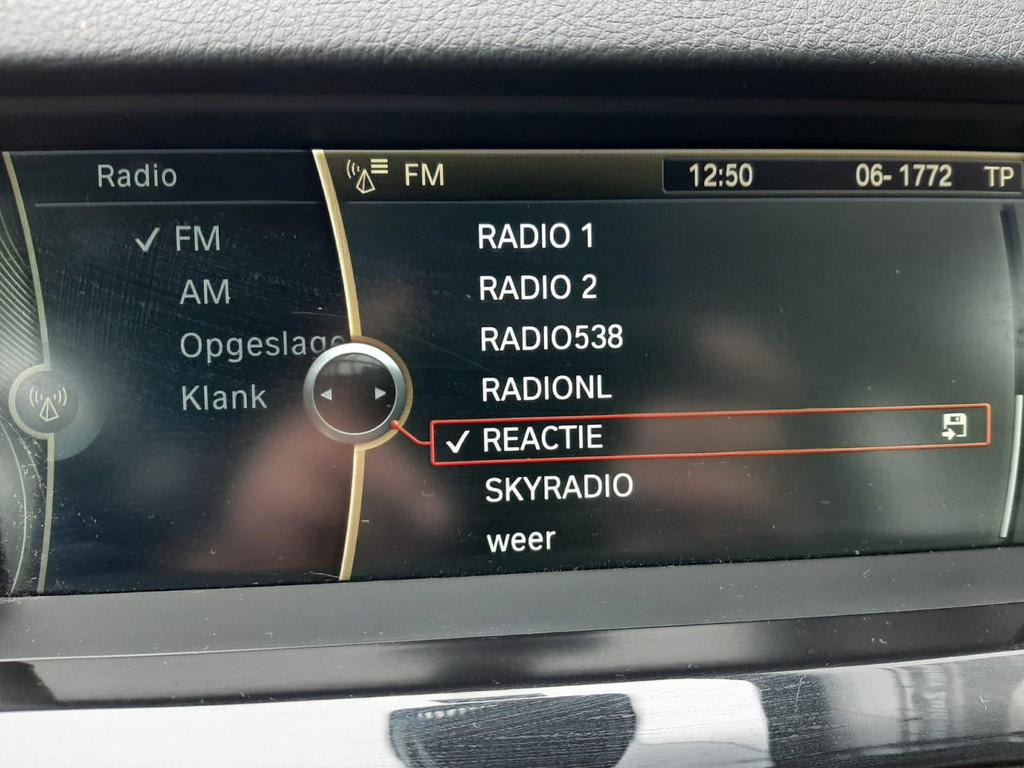 Radio
FM
12:50
06- 1772
TP
FM
AM
Opgeslage
Klank
RADIO 1
RADIO 2
RADIO538
RADIONL
REACTIE
SKYRADIO
weer